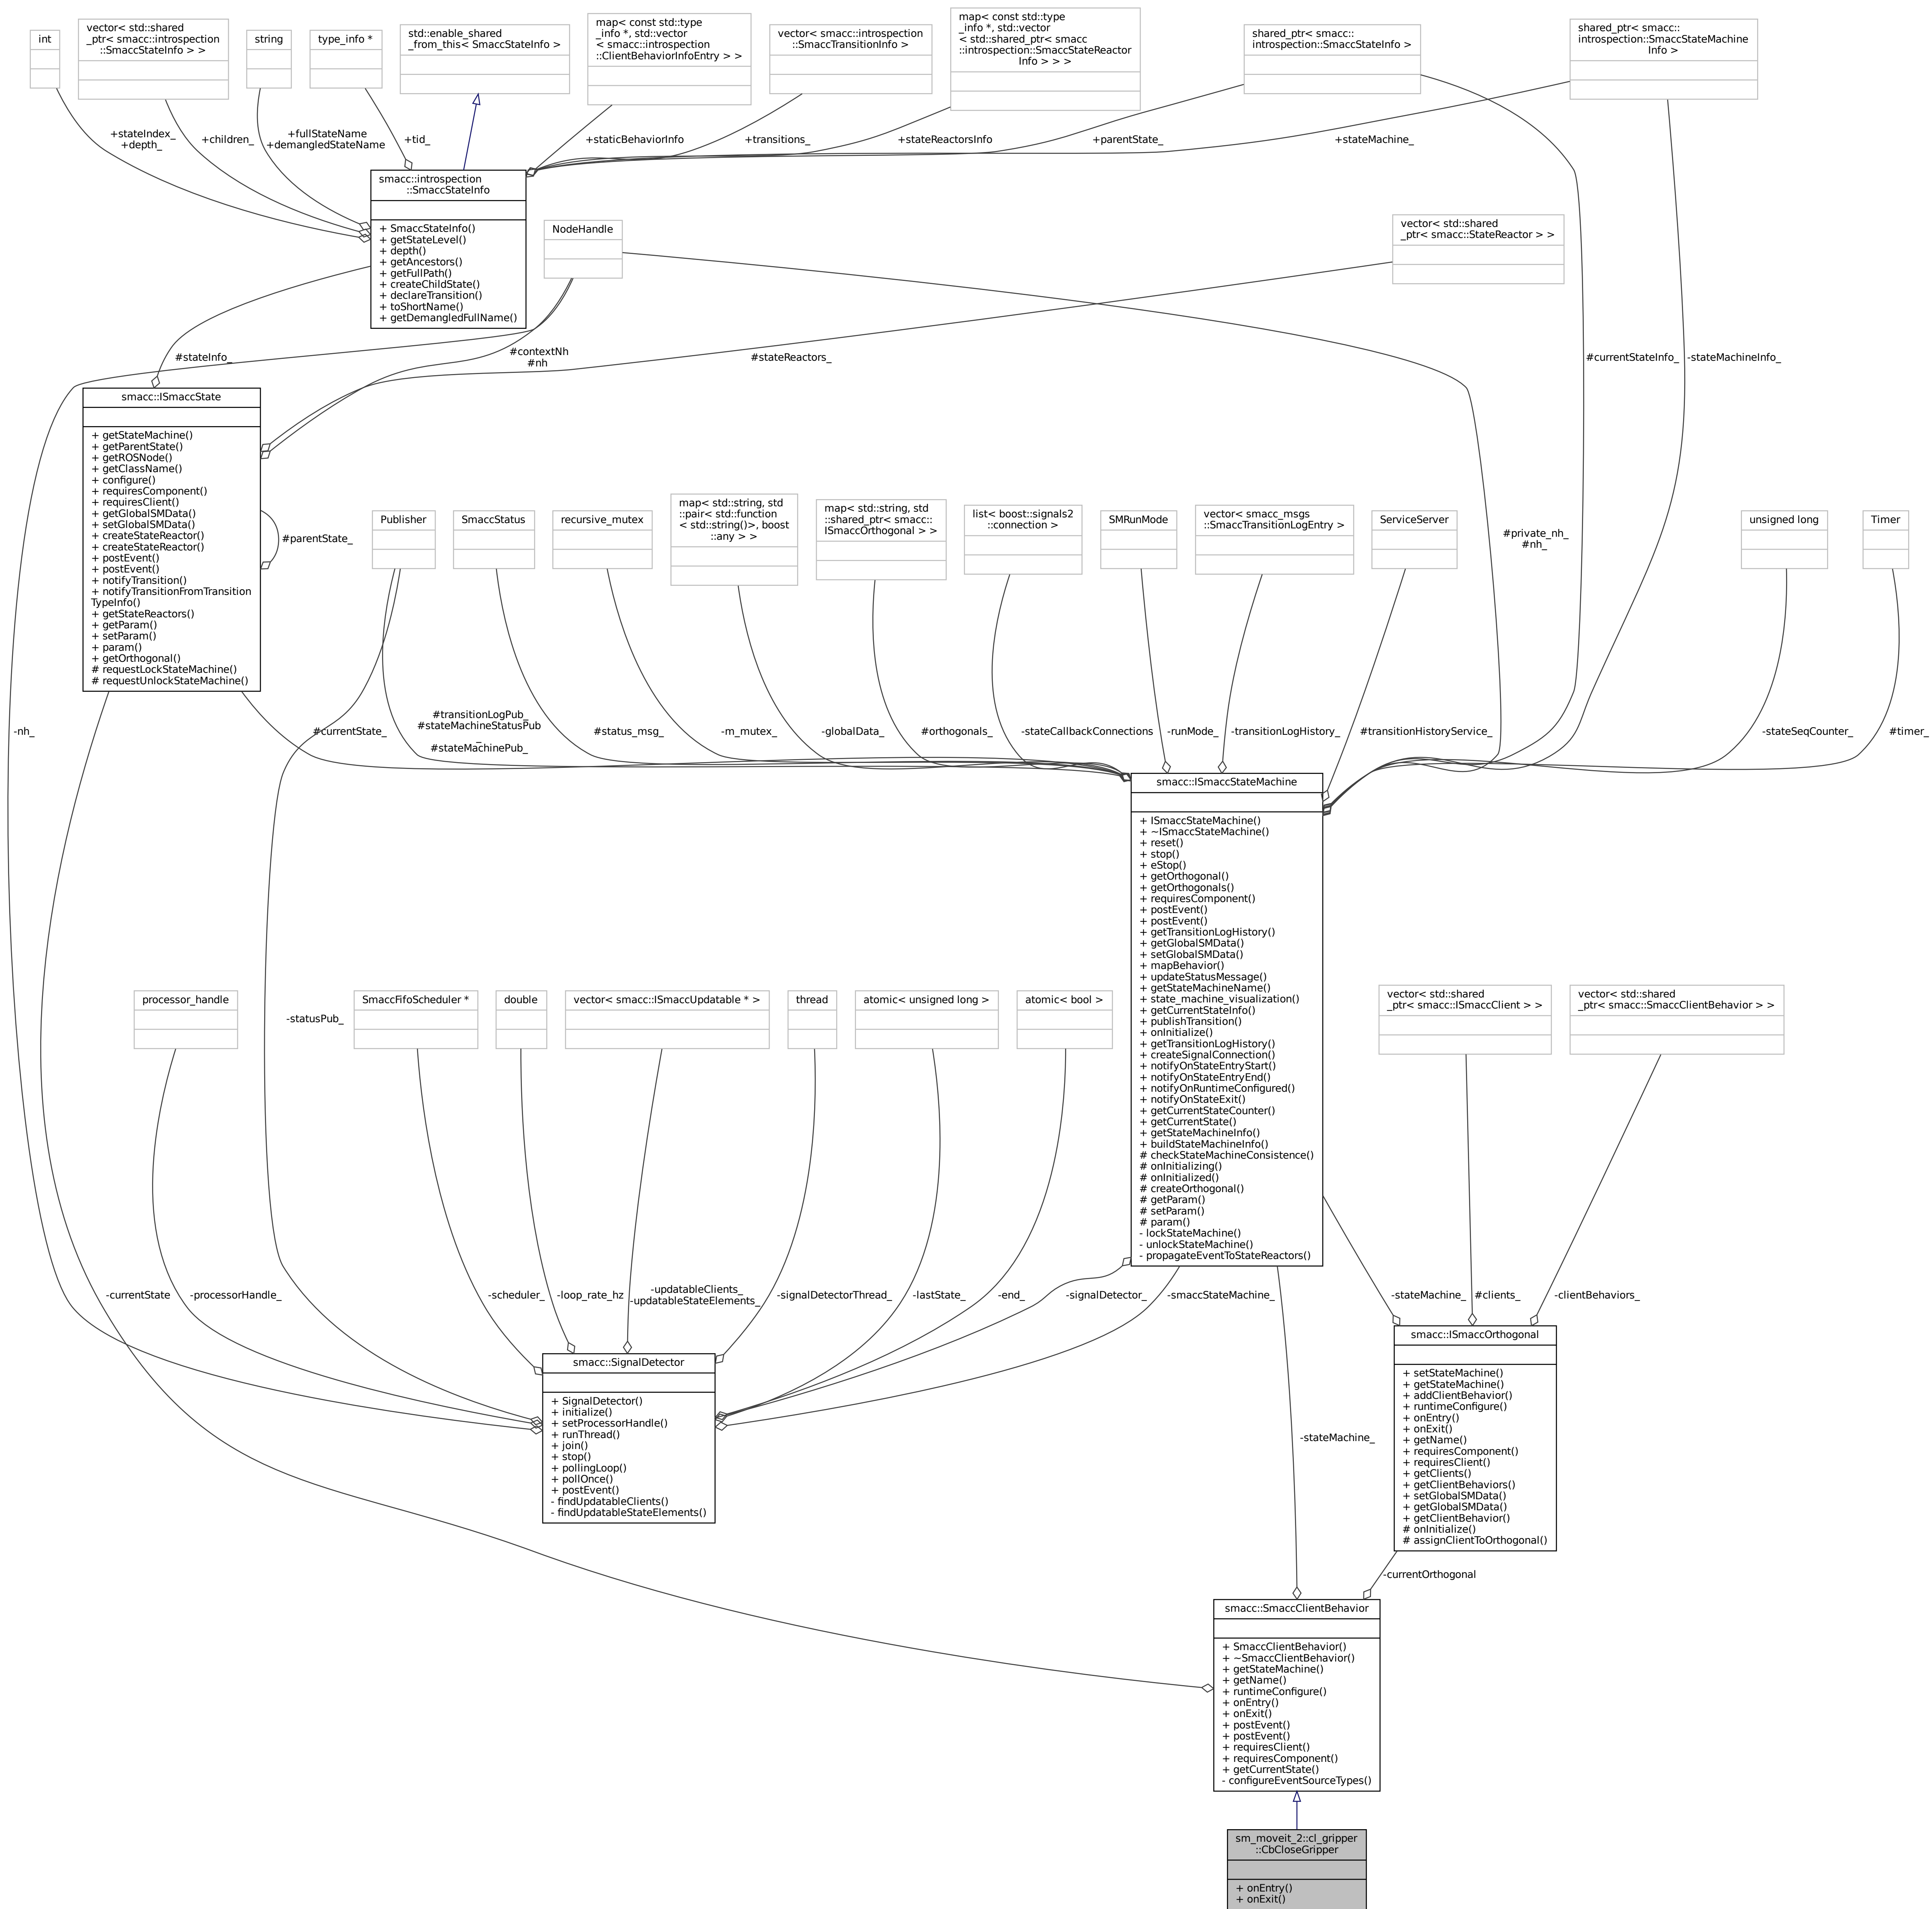 int
vector< std::shared
_ptr< smacc::introspection
::SmaccStateInfo > >
string
type_info *
std::enable_shared
_from_this< SmaccStateInfo >
map< const std::type
_info *, std::vector
< smacc::introspection
::ClientBehaviorInfoEntry > >
vector< smacc::introspection
::SmaccTransitionInfo >
map< const std::type
_info *, std::vector
< std::shared_ptr< smacc
::introspection::SmaccStateReactor
Info > > >
shared_ptr< smacc::
introspection::SmaccStateInfo >
shared_ptr< smacc::
introspection::SmaccStateMachine
Info >
+stateIndex_
+depth_
+children_
+fullStateName
+demangledStateName
+tid_
+staticBehaviorInfo
+transitions_
+stateReactorsInfo
+parentState_
+stateMachine_
smacc::introspection
::SmaccStateInfo
+ SmaccStateInfo()
+ getStateLevel()
+ depth()
+ getAncestors()
+ getFullPath()
+ createChildState()
+ declareTransition()
+ toShortName()
+ getDemangledFullName()
NodeHandle
vector< std::shared
_ptr< smacc::StateReactor > >
#stateInfo_
#contextNh
#nh
#stateReactors_
#currentStateInfo_
-stateMachineInfo_
smacc::ISmaccState
+ getStateMachine()
+ getParentState()
+ getROSNode()
+ getClassName()
+ configure()
+ requiresComponent()
+ requiresClient()
+ getGlobalSMData()
+ setGlobalSMData()
+ createStateReactor()
+ createStateReactor()
+ postEvent()
+ postEvent()
+ notifyTransition()
+ notifyTransitionFromTransition
TypeInfo()
+ getStateReactors()
+ getParam()
+ setParam()
+ param()
+ getOrthogonal()
# requestLockStateMachine()
# requestUnlockStateMachine()
#parentState_
Publisher
SmaccStatus
recursive_mutex
map< std::string, std
::pair< std::function
< std::string()>, boost
::any > >
map< std::string, std
::shared_ptr< smacc::
ISmaccOrthogonal > >
list< boost::signals2
::connection >
SMRunMode
vector< smacc_msgs
::SmaccTransitionLogEntry >
ServiceServer
#private_nh_
#nh_
unsigned long
Timer
-nh_
#currentState_
#transitionLogPub_
#stateMachineStatusPub
_
#stateMachinePub_
#status_msg_
-m_mutex_
-globalData_
#orthogonals_
-stateCallbackConnections
-runMode_
-transitionLogHistory_
#transitionHistoryService_
-stateSeqCounter_
#timer_
smacc::ISmaccStateMachine
+ ISmaccStateMachine()
+ ~ISmaccStateMachine()
+ reset()
+ stop()
+ eStop()
+ getOrthogonal()
+ getOrthogonals()
+ requiresComponent()
+ postEvent()
+ postEvent()
+ getTransitionLogHistory()
+ getGlobalSMData()
+ setGlobalSMData()
+ mapBehavior()
+ updateStatusMessage()
+ getStateMachineName()
+ state_machine_visualization()
+ getCurrentStateInfo()
+ publishTransition()
+ onInitialize()
+ getTransitionLogHistory()
+ createSignalConnection()
+ notifyOnStateEntryStart()
+ notifyOnStateEntryEnd()
+ notifyOnRuntimeConfigured()
+ notifyOnStateExit()
+ getCurrentStateCounter()
+ getCurrentState()
+ getStateMachineInfo()
+ buildStateMachineInfo()
# checkStateMachineConsistence()
# onInitializing()
# onInitialized()
# createOrthogonal()
# getParam()
# setParam()
# param()
- lockStateMachine()
- unlockStateMachine()
- propagateEventToStateReactors()
processor_handle
-statusPub_
SmaccFifoScheduler *
double
vector< smacc::ISmaccUpdatable * >
thread
atomic< unsigned long >
atomic< bool >
vector< std::shared
_ptr< smacc::ISmaccClient > >
vector< std::shared
_ptr< smacc::SmaccClientBehavior > >
-currentState
-processorHandle_
-scheduler_
-loop_rate_hz
-updatableClients_
-updatableStateElements_
-signalDetectorThread_
-lastState_
-end_
-signalDetector_
-smaccStateMachine_
-stateMachine_
#clients_
-clientBehaviors_
smacc::SignalDetector
+ SignalDetector()
+ initialize()
+ setProcessorHandle()
+ runThread()
+ join()
+ stop()
+ pollingLoop()
+ pollOnce()
+ postEvent()
- findUpdatableClients()
- findUpdatableStateElements()
-stateMachine_
smacc::ISmaccOrthogonal
+ setStateMachine()
+ getStateMachine()
+ addClientBehavior()
+ runtimeConfigure()
+ onEntry()
+ onExit()
+ getName()
+ requiresComponent()
+ requiresClient()
+ getClients()
+ getClientBehaviors()
+ setGlobalSMData()
+ getGlobalSMData()
+ getClientBehavior()
# onInitialize()
# assignClientToOrthogonal()
-currentOrthogonal
smacc::SmaccClientBehavior
+ SmaccClientBehavior()
+ ~SmaccClientBehavior()
+ getStateMachine()
+ getName()
+ runtimeConfigure()
+ onEntry()
+ onExit()
+ postEvent()
+ postEvent()
+ requiresClient()
+ requiresComponent()
+ getCurrentState()
- configureEventSourceTypes()
sm_moveit_2::cl_gripper
::CbCloseGripper
+ onEntry()
+ onExit()